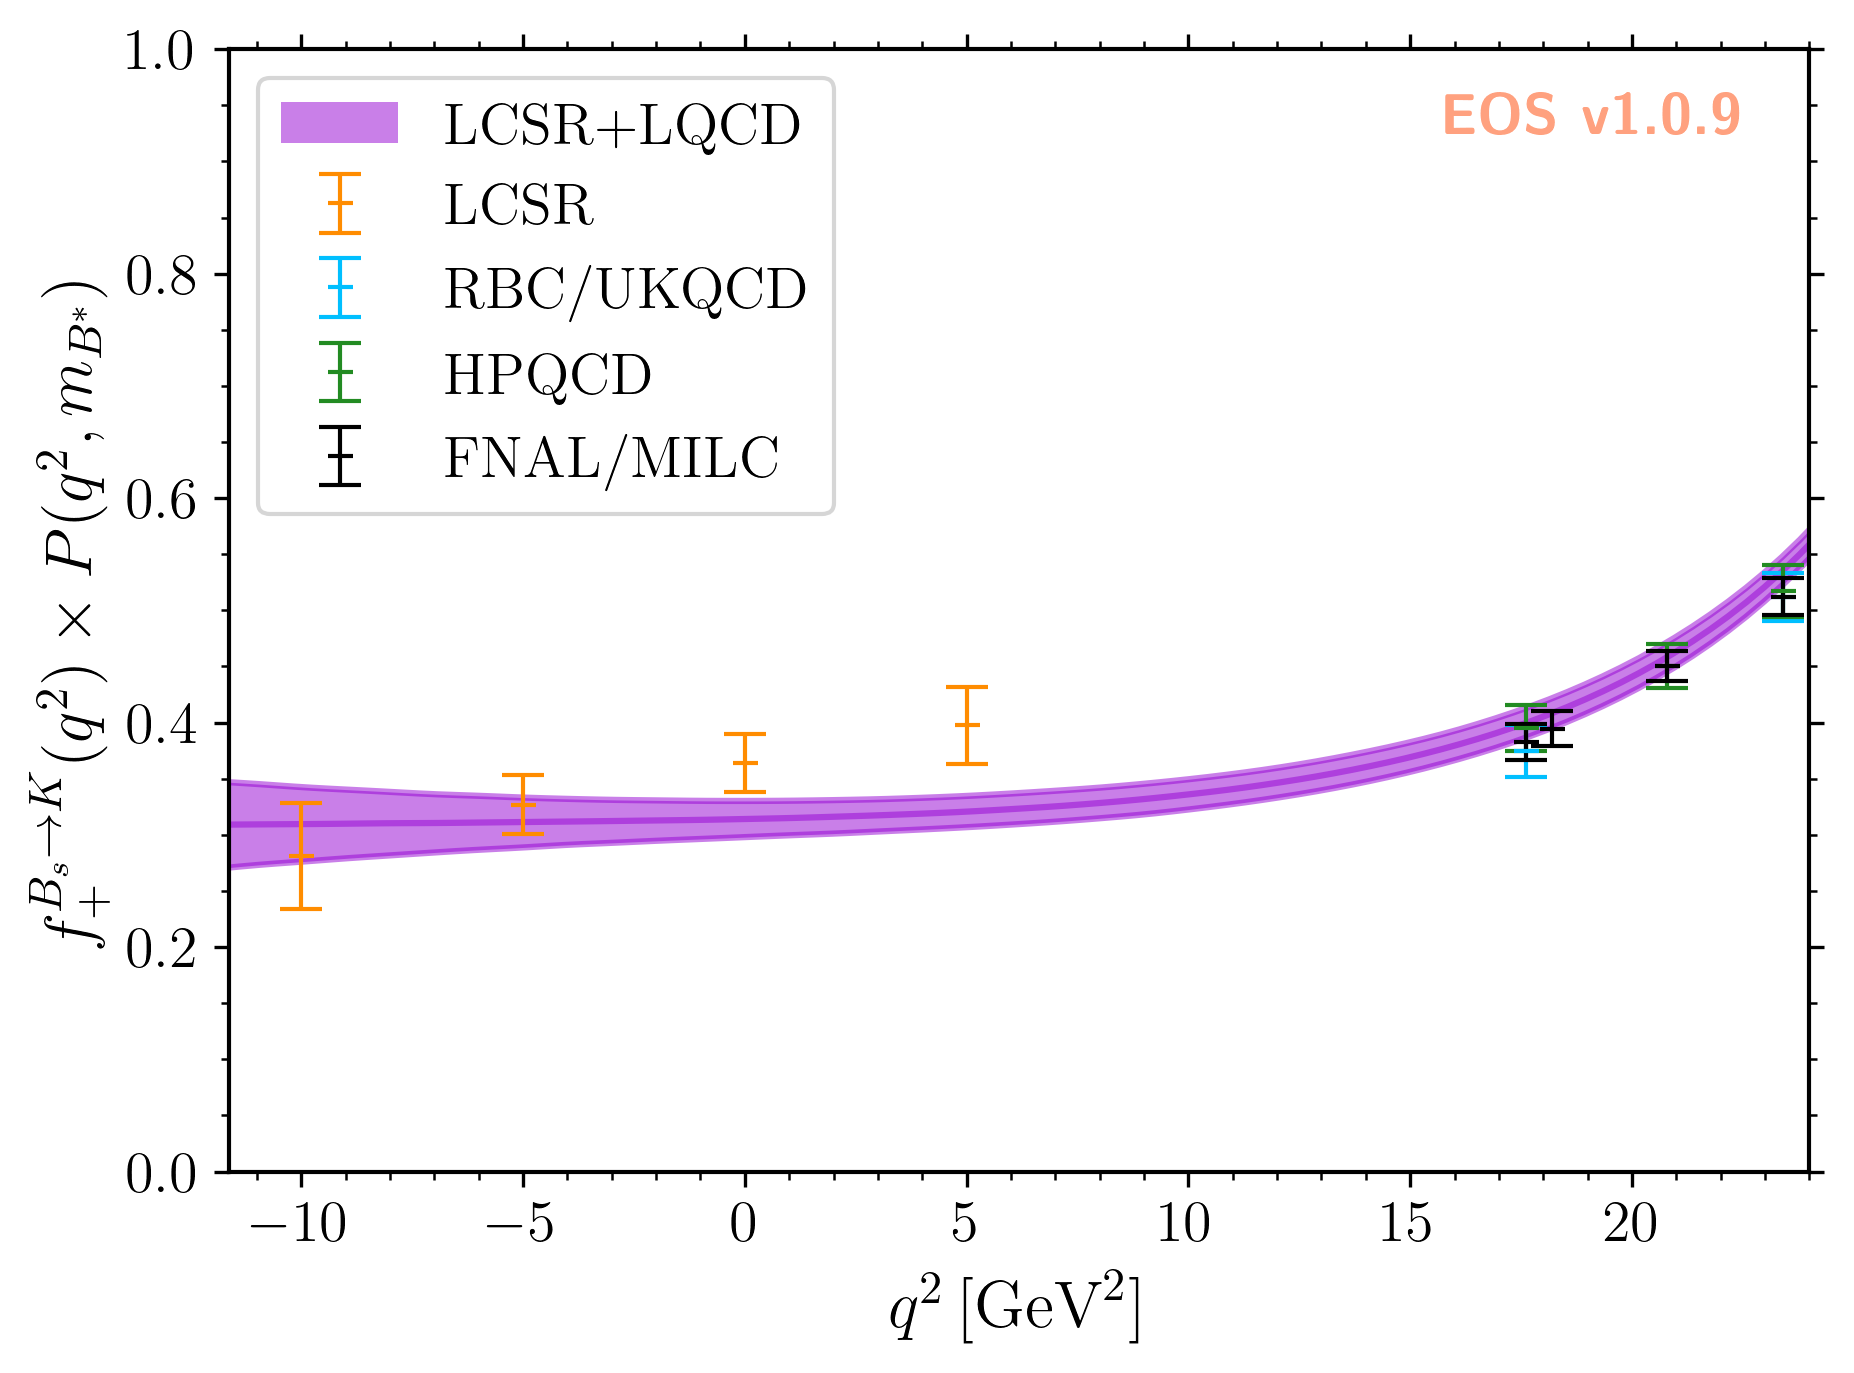 EOS v1.0.9
LCSR+LQCD
LCSR
RBC/UKQCD
HPQCD
FNAL/MILC
1.0
0.8
0.6
0.4
0.2
0.0
−10 −5 0 5 10 15 20
q² [GeV²]
f₊^{Bₛ→K}(q²) × P(q², m_{B*})